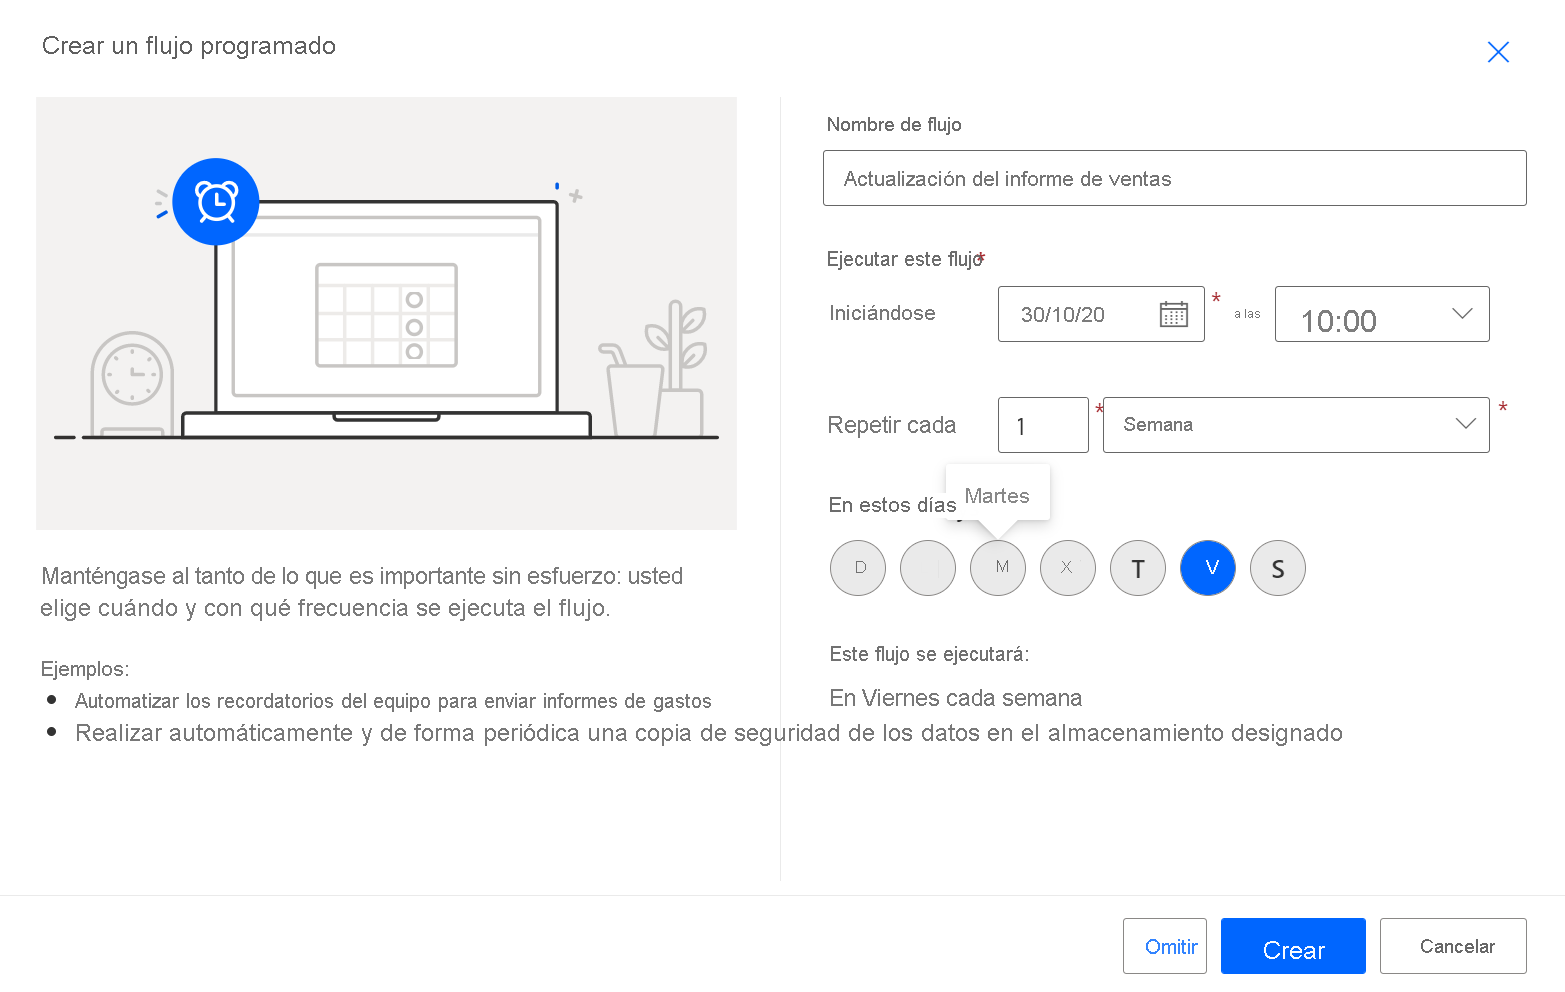 Crear un flujo programado
Nombre de flujo
Actualización del informe de ventas
Ejecutar este flujo*
Iniciándose
30/10/20
*
a las
10:00
Repetir cada
1
*
Semana
*
En estos días
Martes
D
M
X
T
V
S
Manténgase al tanto de lo que es importante sin esfuerzo: usted
elige cuándo y con qué frecuencia se ejecuta el flujo.
Este flujo se ejecutará:
En Viernes cada semana
Ejemplos:
Automatizar los recordatorios del equipo para enviar informes de gastos
Realizar automáticamente y de forma periódica una copia de seguridad de los datos en el almacenamiento designado
Omitir
Crear
Cancelar